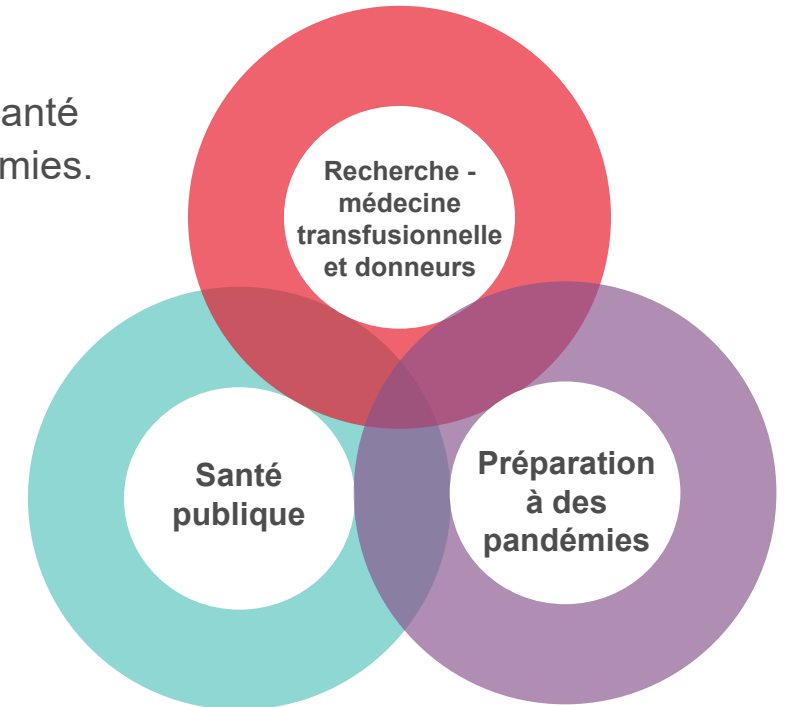 anté
mies.
Recherche -
médecine
transfusionnelle
et donneurs
Santé
publique
Préparation
à des
pandémies